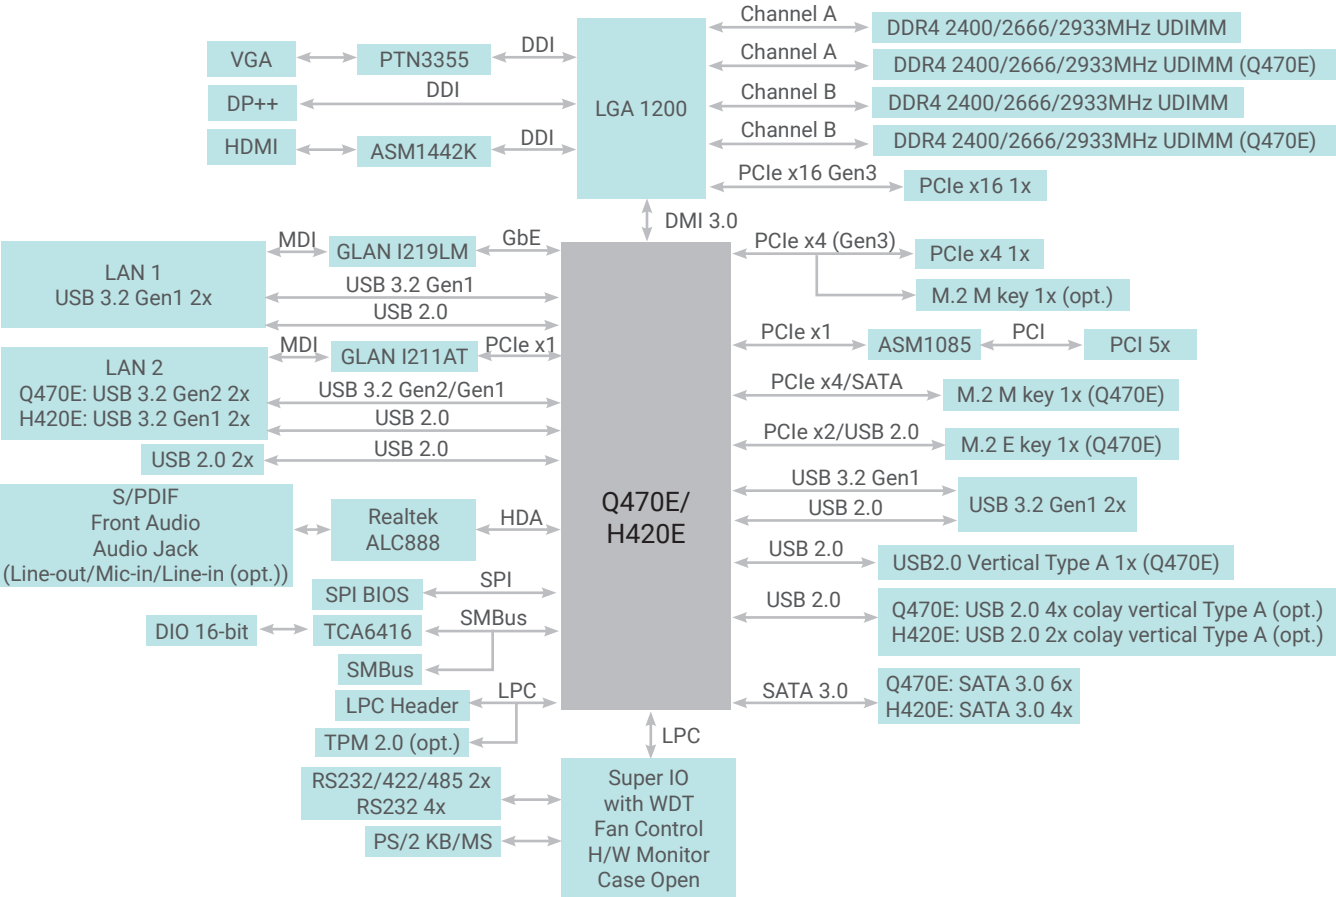 Channel A
DDR4 2400/2666/2933MHz UDIMM
VGA
PTN3355
DDI
Channel A
DDR4 2400/2666/2933MHz UDIMM (Q470E)
DP++
DDI
LGA 1200
Channel B
DDR4 2400/2666/2933MHz UDIMM
HDMI
ASM1442K
DDI
Channel B
DDR4 2400/2666/2933MHz UDIMM (Q470E)
PCIe x16 Gen3
PCIe x16 1x
DMI 3.0
LAN 1
USB 3.2 Gen1 2x
MDI
GLAN I219LM
GbE
USB 3.2 Gen1
USB 2.0
PCIe x4 (Gen3)
PCIe x4 1x
M.2 M key 1x (opt.)
LAN 2
Q470E: USB 3.2 Gen2 2x
H420E: USB 3.2 Gen1 2x
MDI
GLAN I211AT
PCIe x1
USB 3.2 Gen2/Gen1
USB 2.0
PCIe x1
ASM1085
PCI
PCI 5x
PCIe x4/SATA
M.2 M key 1x (Q470E)
USB 2.0 2x
USB 2.0
PCIe x2/USB 2.0
M.2 E key 1x (Q470E)
Q470E/
H420E
USB 3.2 Gen1
USB 2.0
USB 3.2 Gen1 2x
S/PDIF
Front Audio
Audio Jack
(Line-out/Mic-in/Line-in (opt.))
Realtek
ALC888
HDA
USB 2.0
USB2.0 Vertical Type A 1x (Q470E)
SPI BIOS
SPI
USB 2.0
Q470E: USB 2.0 4x colay vertical Type A (opt.)
H420E: USB 2.0 2x colay vertical Type A (opt.)
DIO 16-bit
TCA6416
SMBus
SMBus
LPC Header
LPC
SATA 3.0
Q470E: SATA 3.0 6x
H420E: SATA 3.0 4x
TPM 2.0 (opt.)
LPC
RS232/422/485 2x
RS232 4x
PS/2 KB/MS
Super IO
with WDT
Fan Control
H/W Monitor
Case Open